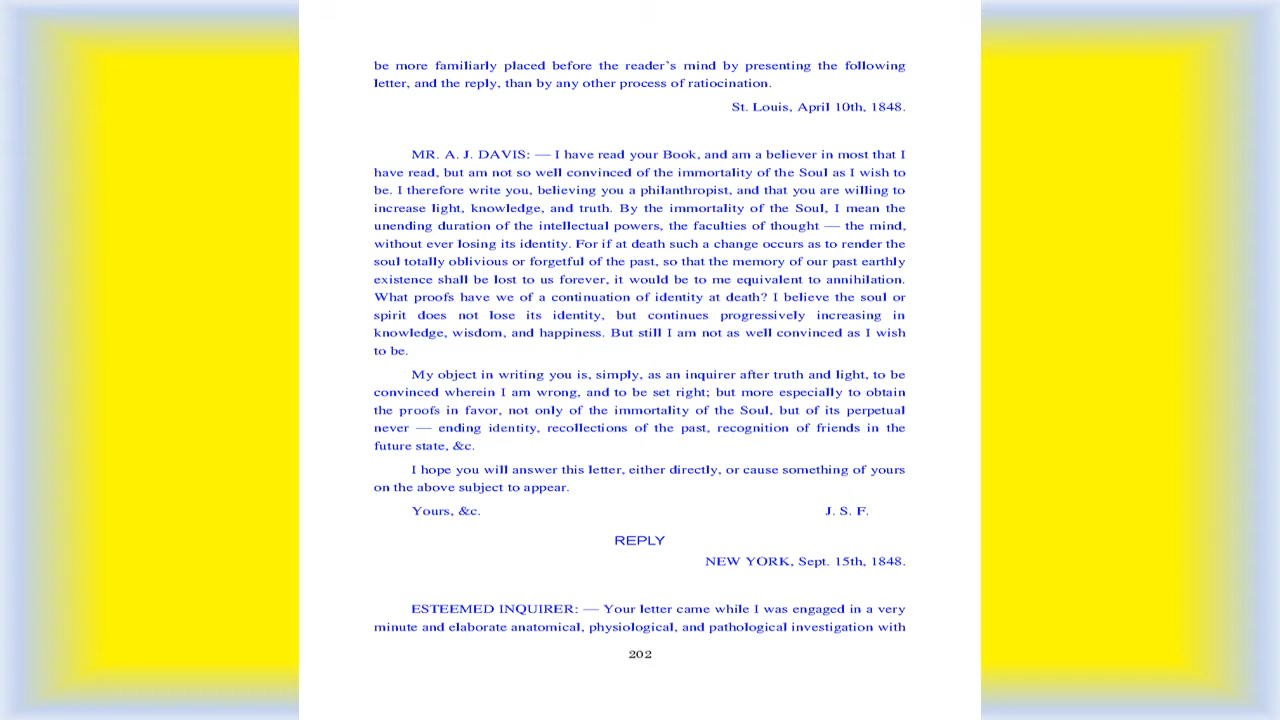 be more familiarly placed before the reader's mind by presenting the following
letter, and the reply, than by any other process of ratiocination.
St. Louis, April 10th, 1848.
MR. A. J. DAVIS: — I have read your Book, and am a believer in most that I
have read, but am not so well convinced of the immortality of the Soul as I wish to
be. I therefore write you, believing you a philanthropist, and that you are willing to
increase light, knowledge, and truth. By the immortality of the Soul, I mean the
unending duration of the intellectual powers, the faculties of thought — the mind,
without ever losing its identity. For if at death such a change occurs as to render the
soul totally oblivious or forgetful of the past, so that the memory of our past earthly
existence shall be lost to us forever, it would be to me equivalent to annihilation.
What proofs have we of a continuation of identity at death? I believe the soul or
spirit does not lose its identity, but continues progressively increasing in
knowledge, wisdom, and happiness. But still I am not as well convinced as I wish
to be.
My object in writing you is, simply, as an inquirer after truth and light, to be
convinced wherein I am wrong, and to be set right; but more especially to obtain
the proofs in favor, not only of the immortality of the Soul, but of its perpetual
never — ending identity, recollections of the past, recognition of friends in the
future state, &c.
I hope you will answer this letter, either directly, or cause something of yours
on the above subject to appear.
Yours, &c. J. S. F.
REPLY
NEW YORK, Sept. 15th, 1848.
ESTEEMED INQUIRER: — Your letter came while I was engaged in a very
minute and elaborate anatomical, physiological, and pathological investigation with
202